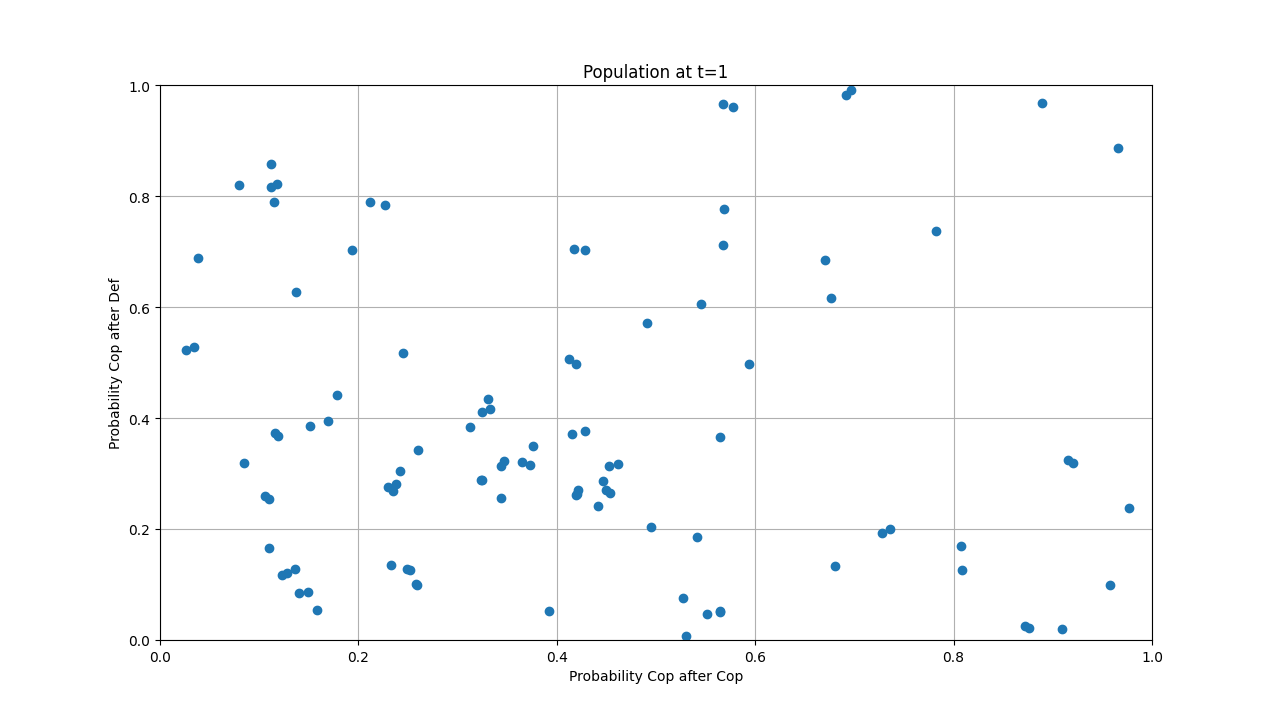 Population at t=1
1.0
0.8
0.6
0.4
0.2
0.0
Probability Cop after Def
0.0 0.2 0.4 0.6 0.8 1.0
Probability Cop after Cop